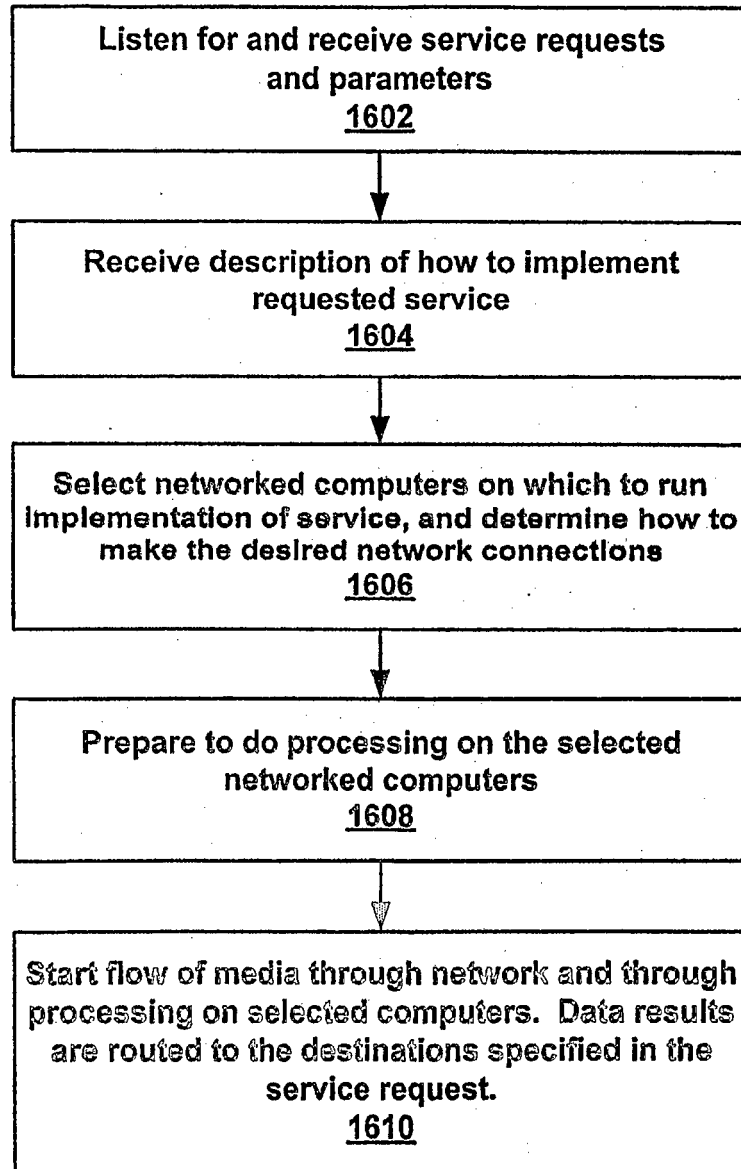 Listen for and receive service requests
and parameters
1602
Receive description of how to implement
requested service
1604
Select networked computers on which to run
implementation of service, and determine how to
make the desired network connections
1606
Prepare to do processing on the selected
networked computers
1608
Start flow of media through network and through
processing on selected computers. Data results
are routed to the destinations specified in the
service request.
1610